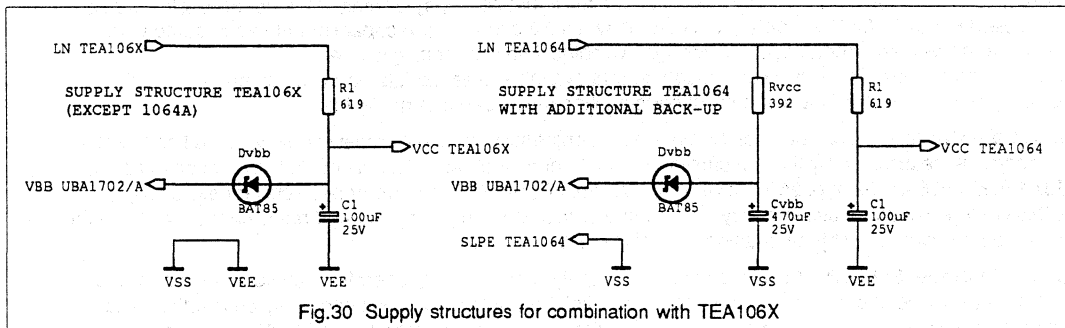 LN TEA106X
SUPPLY STRUCTURE TEA106X
(EXCEPT 1064A)
R1
619
VCC TEA106X
Dvbb
VBB UBA1702/A
BAT85
+
C1
100uF
25V
VSS
VEE
VEE
LN TEA1064
SUPPLY STRUCTURE TEA1064
WITH ADDITIONAL BACK-UP
Rvcc
392
R1
619
VCC TEA1064
Dvbb
VBB UBA1702/A
BAT85
+
Cvbb
470uF
25V
+
C1
100uF
25V
SLPE TEA1064
VSS
VEE
Fig.30 Supply structures for combination with TEA106X